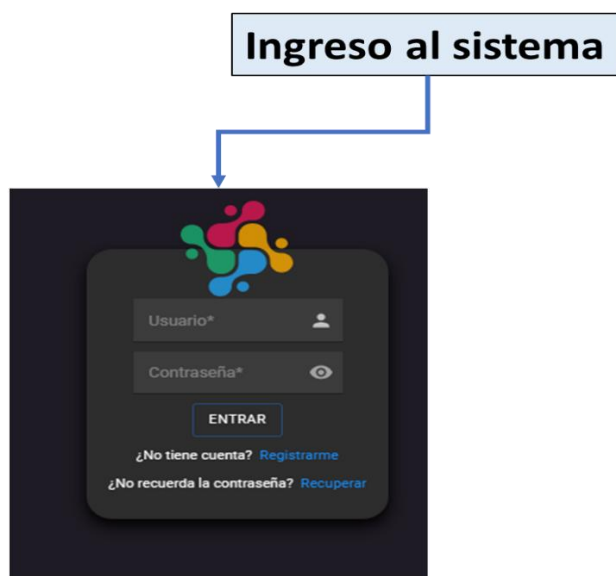 Ingreso al sistema
Usuario*
Contraseña*
ENTRAR
¿No tiene cuenta? Registrarme
¿No recuerda la contraseña? Recuperar